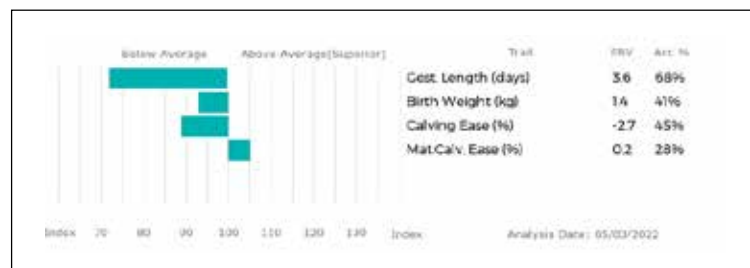 Below Average Above Average[Superior] Trait EBV Acc. %
Gest. Length (days) 3.6 68%
Birth Weight (kg) 1.4 41%
Calving Ease (%) -2.7 45%
Mat.Calv. Ease (%) 0.2 28%
Index 70 80 90 100 110 120 130 Index Analysis Date: 05/03/2022